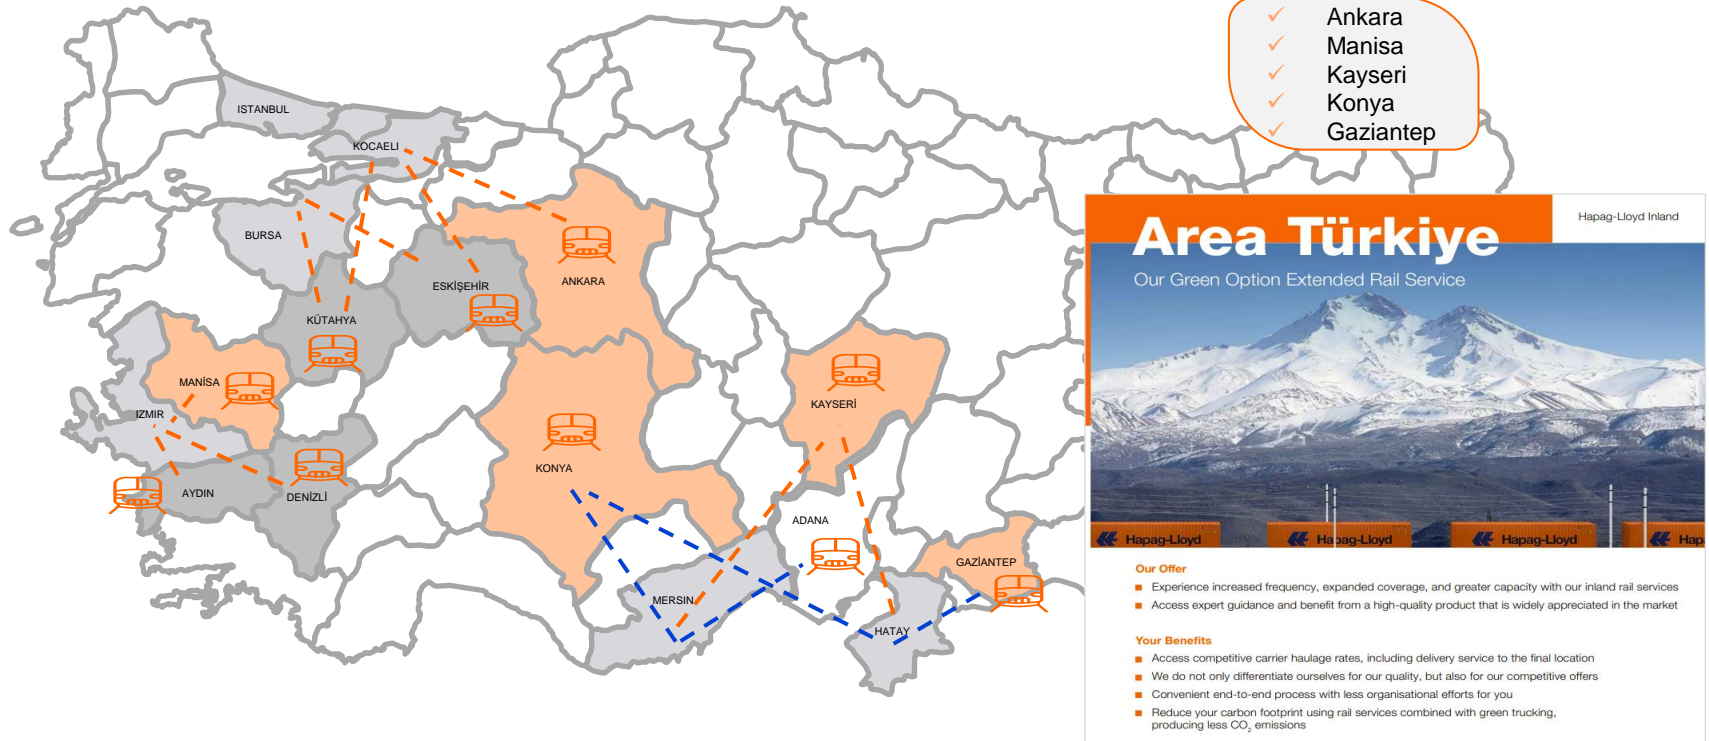 Ankara
Manisa
Kayseri
Konya
Gaziantep
ISTANBUL
KOCAELI
BURSA
ESKİŞEHİR
ANKARA
KÜTAHYA
MANİSA
IZMIR
AYDIN
DENİZLİ
KONYA
KAYSERİ
ADANA
GAZİANTEP
MERSIN
HATAY
Hapag-Lloyd Inland
Area Türkiye
Our Green Option Extended Rail Service
Hapag-Lloyd
Hapag-Lloyd
Hapag-Lloyd
Hap
Our Offer
Experience increased frequency, expanded coverage, and greater capacity with our inland rail services
Access expert guidance and benefit from a high-quality product that is widely appreciated in the market
Your Benefits
Access competitive carrier haulage rates, including delivery service to the final location
We do not only differentiate ourselves for our quality, but also for our competitive offers
Convenient end-to-end process with less organisational efforts for you
Reduce your carbon footprint using rail services combined with green trucking,
producing less CO₂ emissions